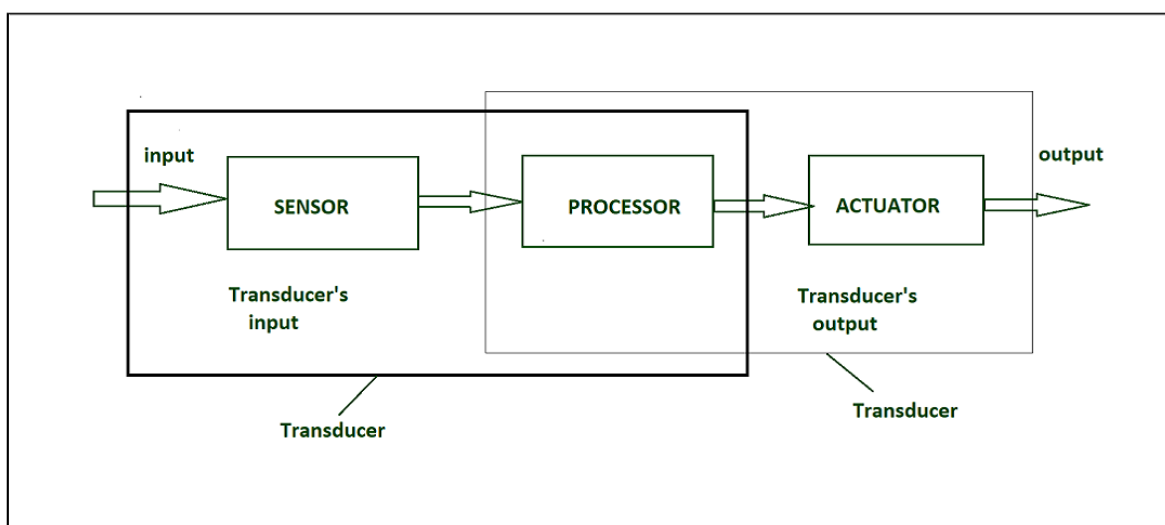 input
output
SENSOR
PROCESSOR
ACTUATOR
Transducer's
input
Transducer's
output
Transducer
Transducer